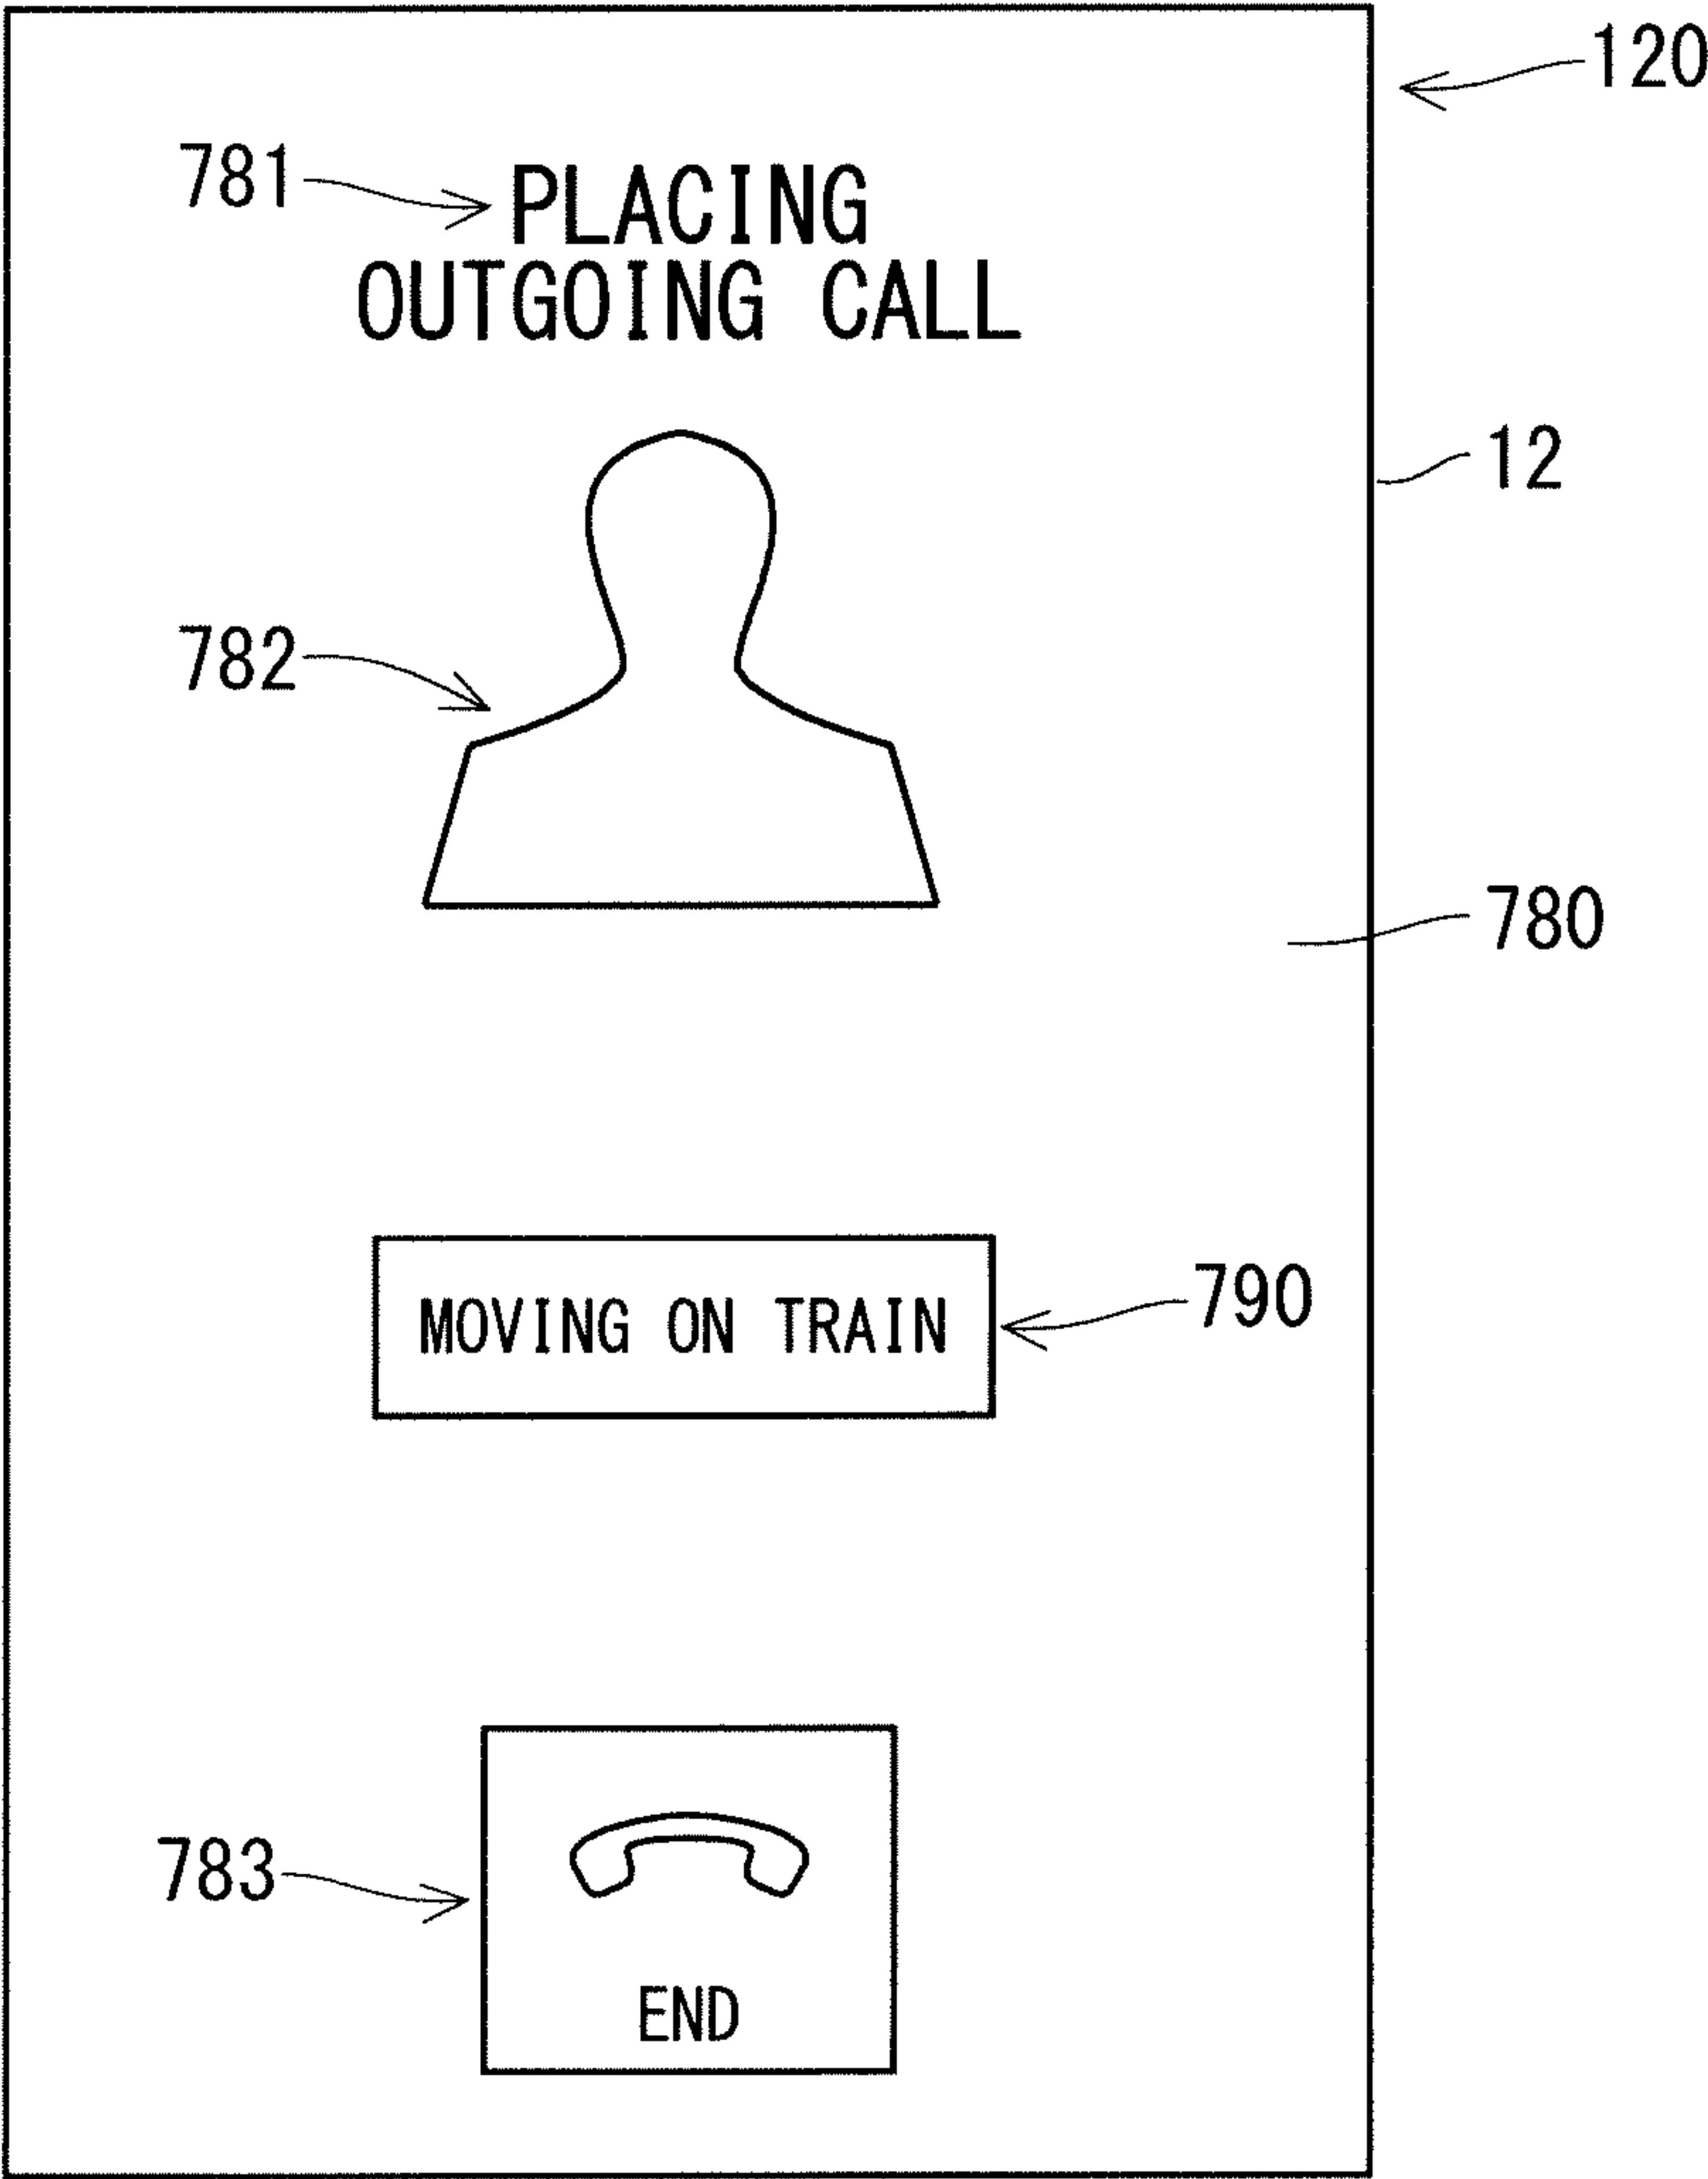 120
781
PLACING
OUTGOING CALL
12
782
780
MOVING ON TRAIN
790
783
END